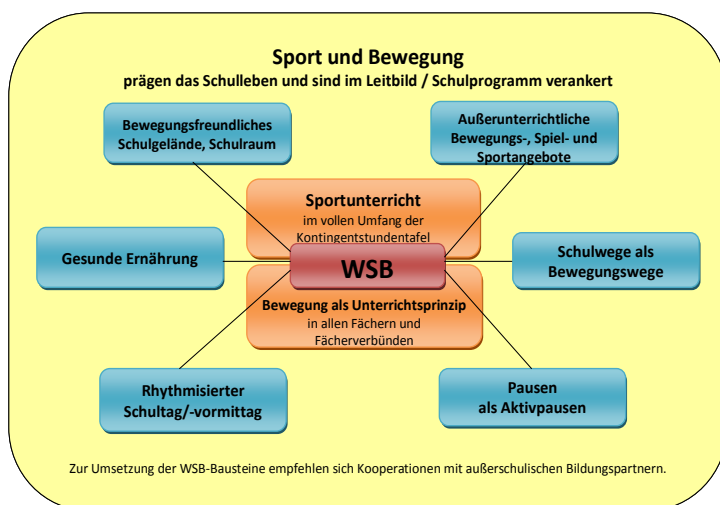 Sport und Bewegung
prägen das Schulleben und sind im Leitbild / Schulprogramm verankert
Bewegungsfreundliches
Schulgelände, Schulraum
Außerunterrichtliche
Bewegungs-, Spiel- und
Sportangebote
Sportunterricht
im vollen Umfang der
Kontingentstundentafel
Gesunde Ernährung
WSB
Schulwege als
Bewegungswege
Bewegung als Unterrichtsprinzip
in allen Fächern und
Fächerverbünden
Rhythmisierter
Schultag/-vormittag
Pausen
als Aktivpausen
Zur Umsetzung der WSB-Bausteine empfehlen sich Kooperationen mit außerschulischen Bildungspartnern.